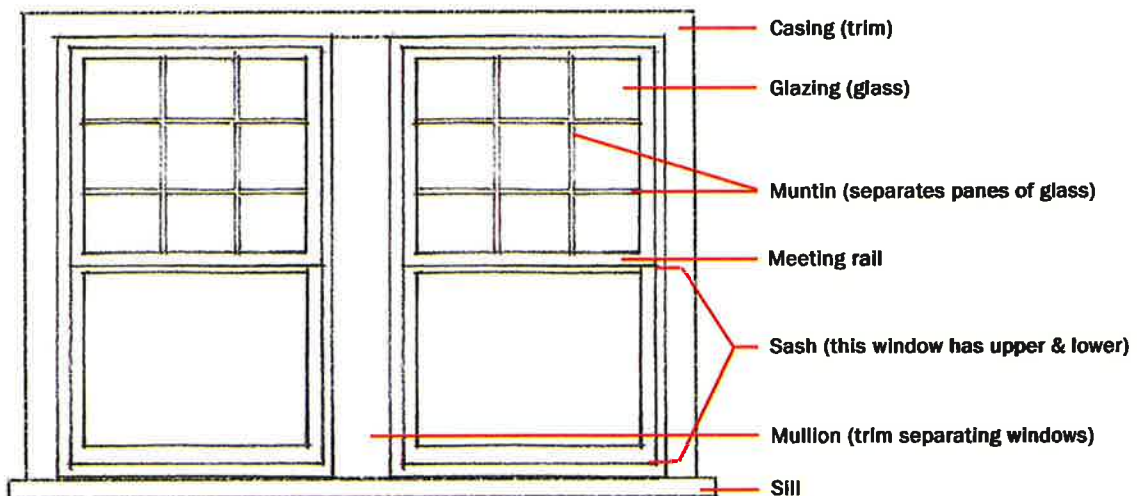 Casing (trim)
Glazing (glass)
Muntin (separates panes of glass)
Meeting rail
Sash (this window has upper & lower)
Mullion (trim separating windows)
Sill